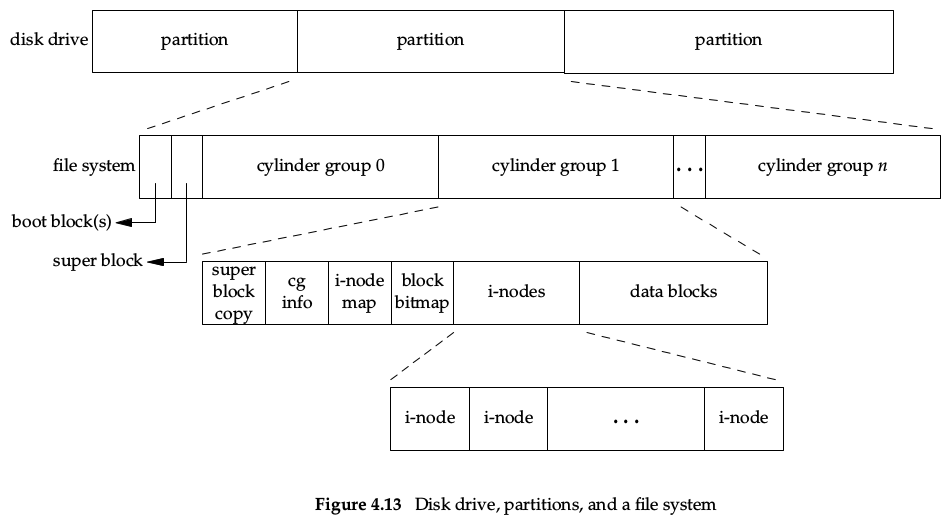 disk drive
partition
partition
partition
file system
cylinder group 0
cylinder group 1
...
cylinder group n
boot block(s)
super block
super
block
copy
cg
info
i-node
map
block
bitmap
i-nodes
data blocks
i-node
i-node
...
i-node
Figure 4.13 Disk drive, partitions, and a file system